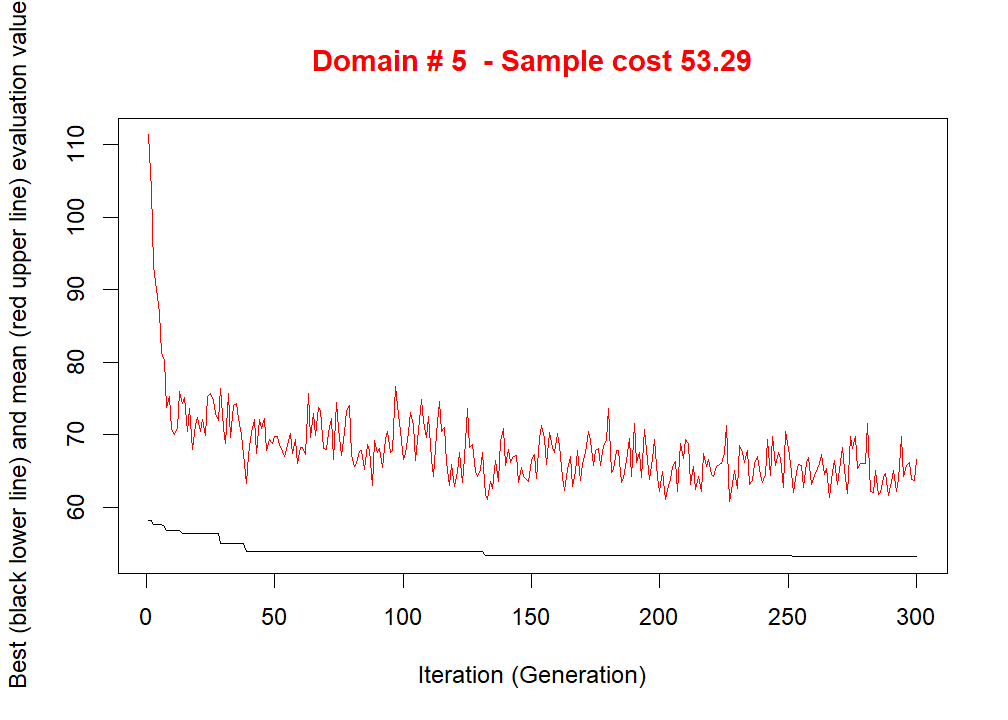 Domain # 5  - Sample cost 53.29
Best (black lower line) and mean (red upper line) evaluation value
110
100
90
80
70
60
0 50 100 150 200 250 300
Iteration (Generation)